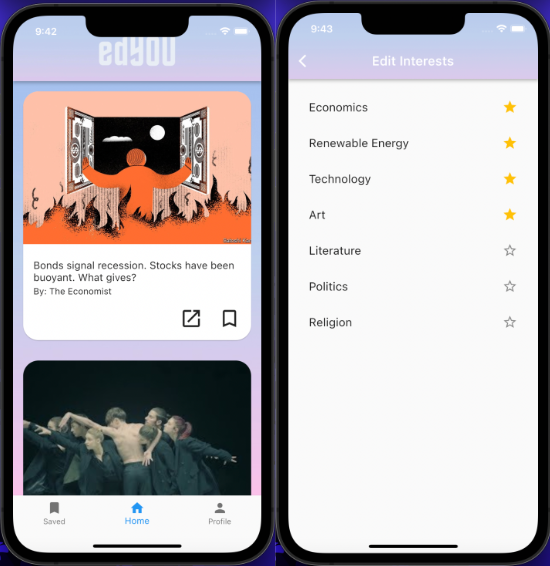 9:42
edYOU
Bonds signal recession. Stocks have been
buoyant. What gives?
By: The Economist
Saved
Home
Profile
9:43
Edit Interests
Economics
Renewable Energy
Technology
Art
Literature
Politics
Religion